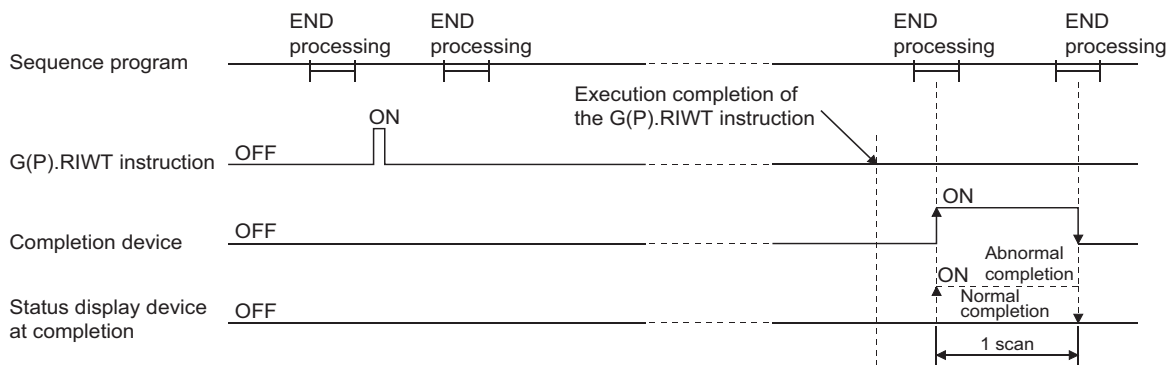 END
processing
END
processing
END
processing
END
processing
Sequence program
Execution completion of
the G(P).RIWT instruction
ON
G(P).RIWT instruction
OFF
ON
Completion device
OFF
Abnormal
completion
ON
Normal
completion
Status display device
at completion
OFF
1 scan